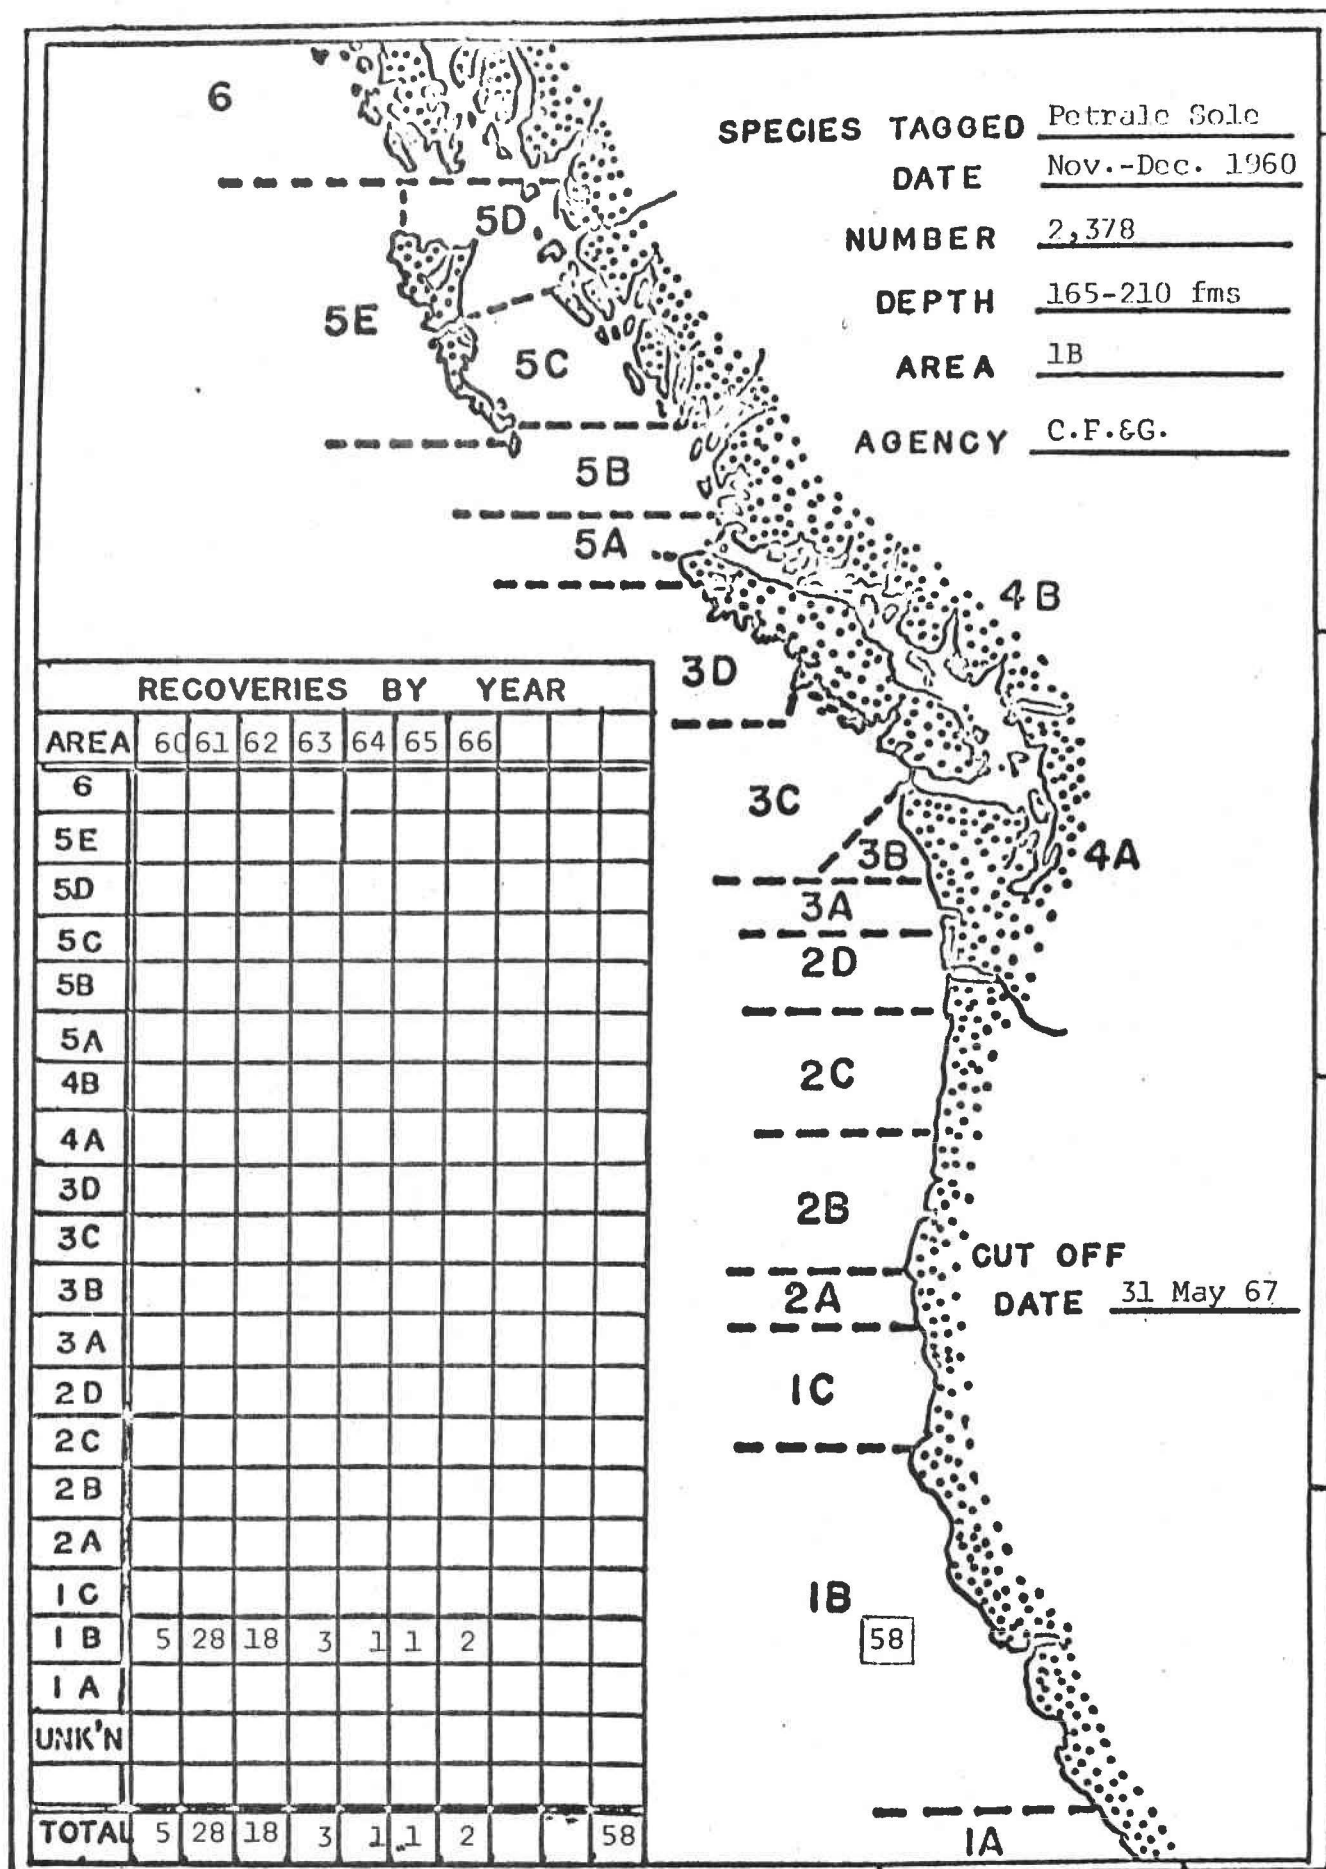 6
SPECIES TAGGED Petrale Sole
DATE Nov.-Dec. 1960
5D
NUMBER 2,378
DEPTH 165-210 fms
5E
5C
AREA 1B
AGENCY C.F.&G.
5B
5A
4B
3D
3C
3B
4A
3A
2D
2C
2B
CUT OFF
2A
DATE 31 May 67
1C
1B
58
1A
RECOVERIES BY YEAR
AREA 60 61 62 63 64 65 66
6
5E
5D
5C
5B
5A
4B
4A
3D
3C
3B
3A
2D
2C
2B
2A
1C
1B 5 28 18 3 1 1 2
1A
UNK'N
TOTAL 5 28 18 3 1 1 2 58